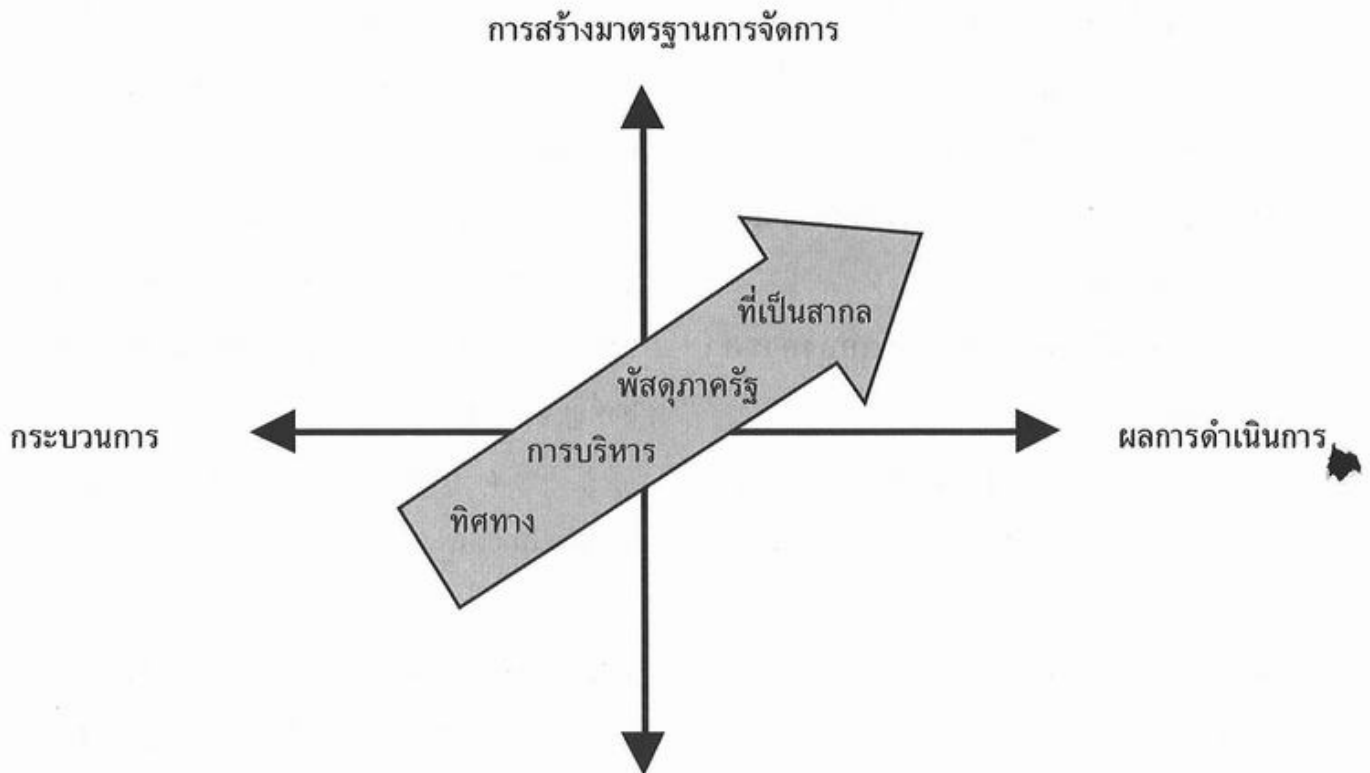 การสร้างมาตรฐานการจัดการ
ที่เป็นสากล
พัสดุภาครัฐ
กระบวนการ
ผลการดำเนินการ
การบริหาร
ทิศทาง